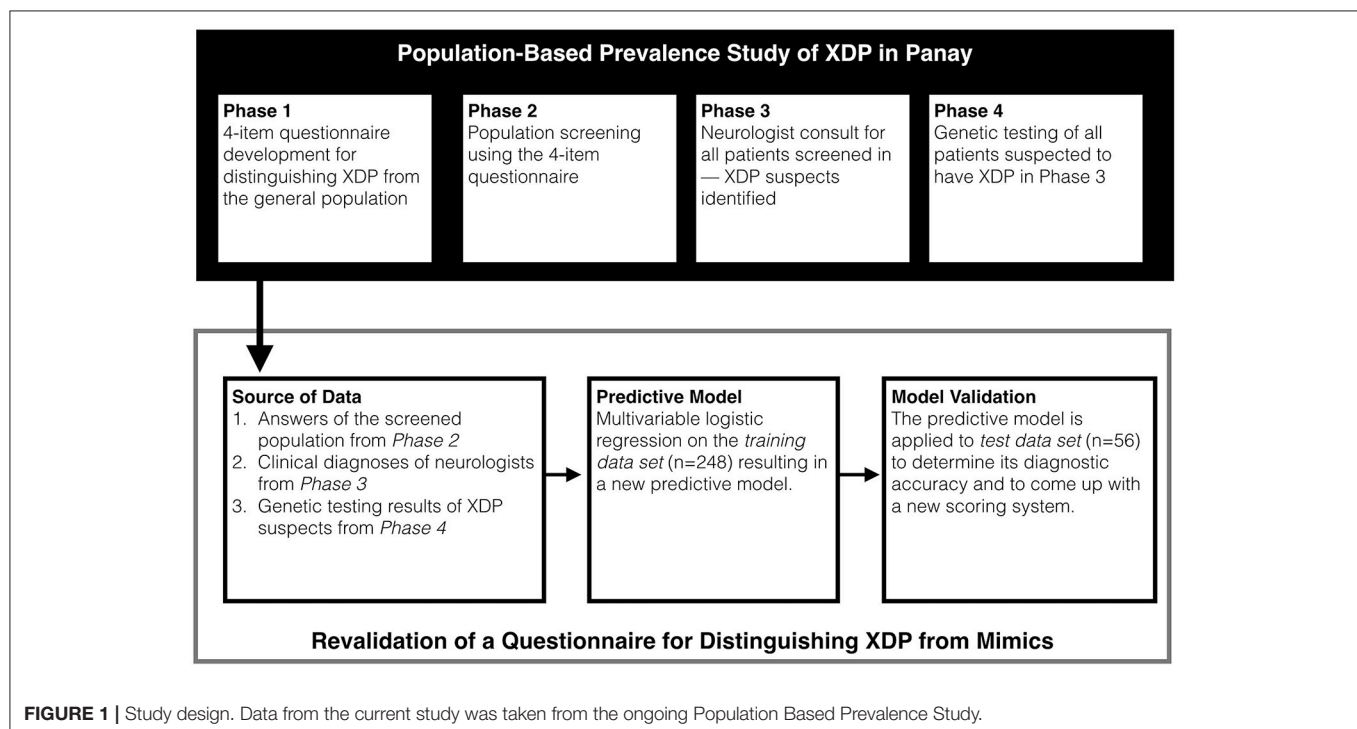 Population-Based Prevalence Study of XDP in Panay
Phase 1
4-item questionnaire
development for
distinguishing XDP from
the general population
Phase 2
Population screening
using the 4-item
questionnaire
Phase 3
Neurologist consult for
all patients screened in
— XDP suspects
identified
Phase 4
Genetic testing of all
patients suspected to
have XDP in Phase 3
Source of Data
1. Answers of the screened
population from Phase 2
2. Clinical diagnoses of neurologists
from Phase 3
3. Genetic testing results of XDP
suspects from Phase 4
Predictive Model
Multivariable logistic
regression on the training
data set (n=248) resulting in
a new predictive model.
Model Validation
The predictive model is
applied to test data set (n=56)
to determine its diagnostic
accuracy and to come up with
a new scoring system.
Revalidation of a Questionnaire for Distinguishing XDP from Mimics
FIGURE 1 | Study design. Data from the current study was taken from the ongoing Population Based Prevalence Study.